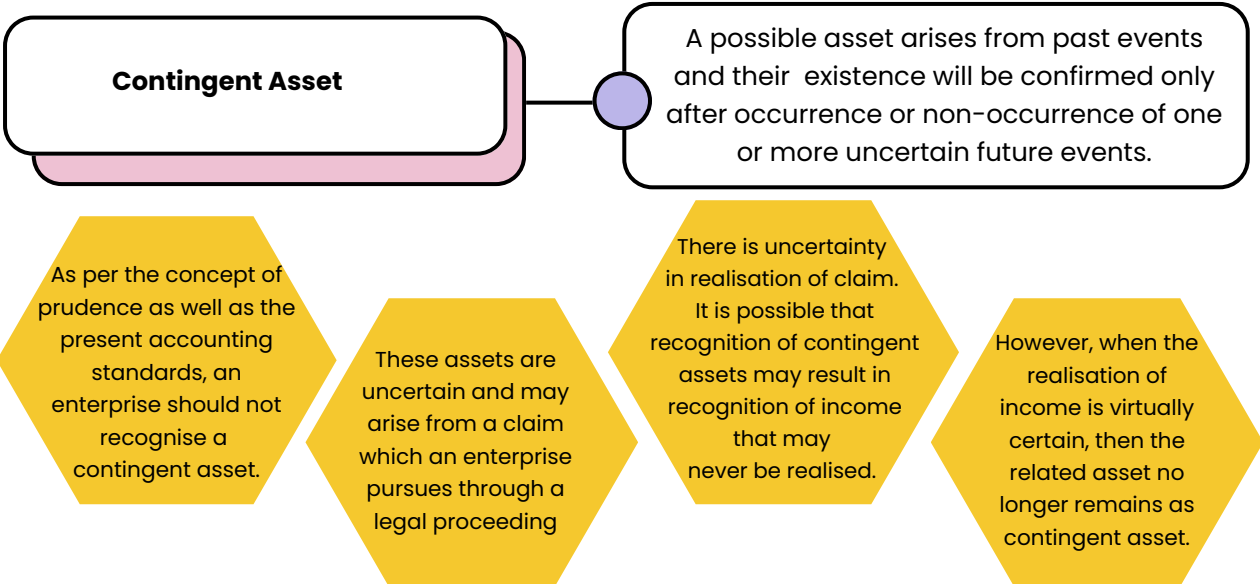 Contingent Asset
A possible asset arises from past events
and their existence will be confirmed only
after occurrence or non-occurrence of one
or more uncertain future events.
As per the concept of
prudence as well as the
present accounting
standards, an
enterprise should not
recognise a
contingent asset.
These assets are
uncertain and may
arise from a claim
which an enterprise
pursues through a
legal proceeding
There is uncertainty
in realisation of claim.
It is possible that
recognition of contingent
assets may result in
recognition of income
that may
never be realised.
However, when the
realisation of
income is virtually
certain, then the
related asset no
longer remains as
contingent asset.